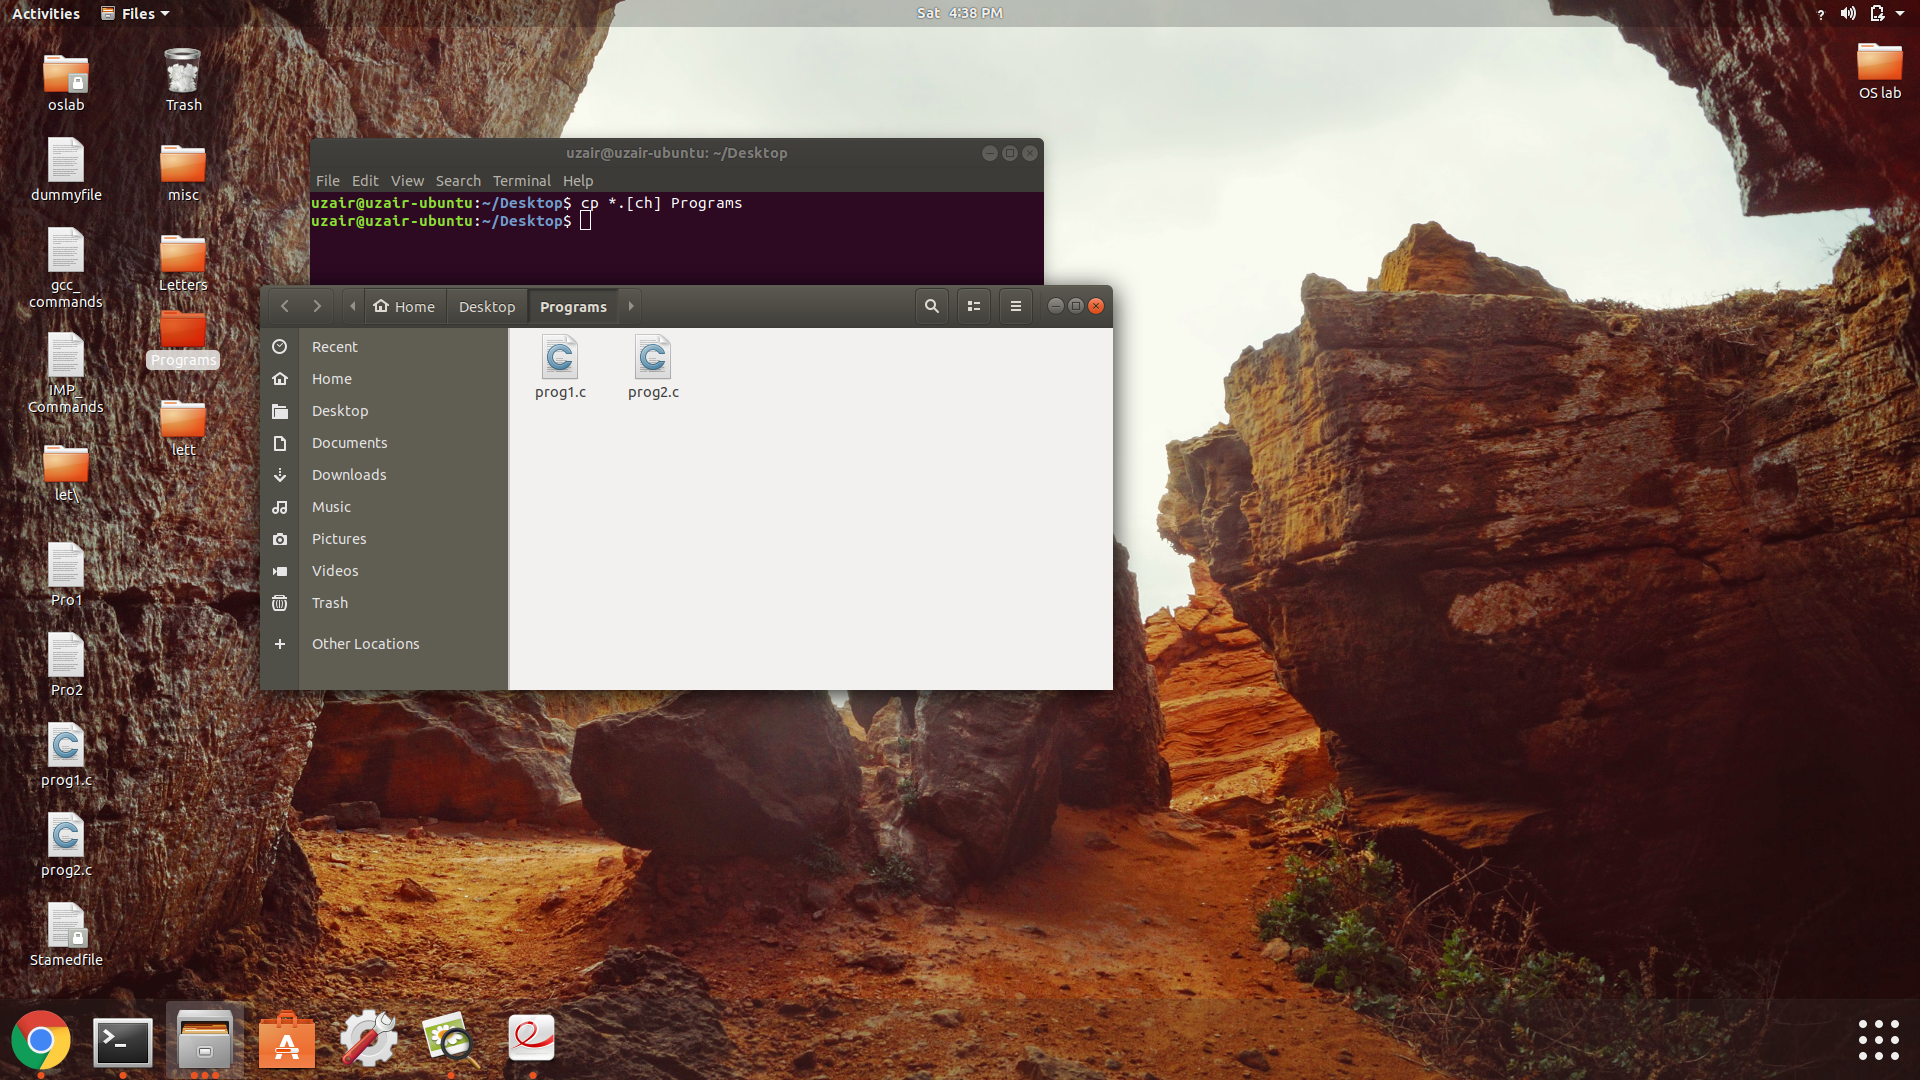 Activities Files
Sat 4:38 PM
?
oslab
Trash
OS lab
dummyfile
misc
gcc_
commands
Letters
IMP_
Commands
Programs
let\
lett
Pro1
Pro2
prog1.c
prog2.c
Stamedfile
uzair@uzair-ubuntu: ~/Desktop
File Edit View Search Terminal Help
uzair@uzair-ubuntu:~/Desktop$ cp *.[ch] Programs
uzair@uzair-ubuntu:~/Desktop$
Home Desktop Programs
Recent
Home
Desktop
Documents
Downloads
Music
Pictures
Videos
Trash
Other Locations
prog1.c prog2.c